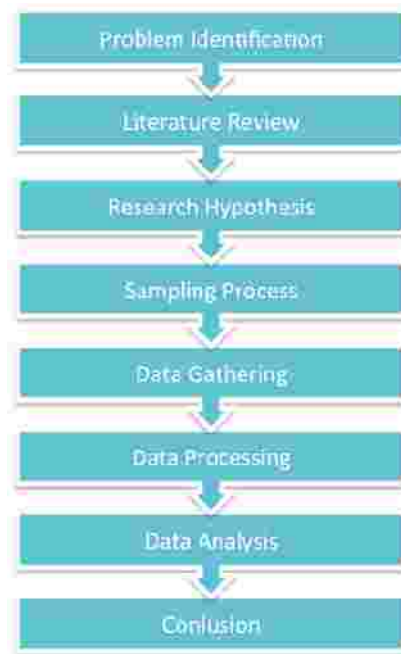 Problem Identification
Literature Review
Research Hypothesis
Sampling Process
Data Gathering
Data Processing
Data Analysis
Conlusion